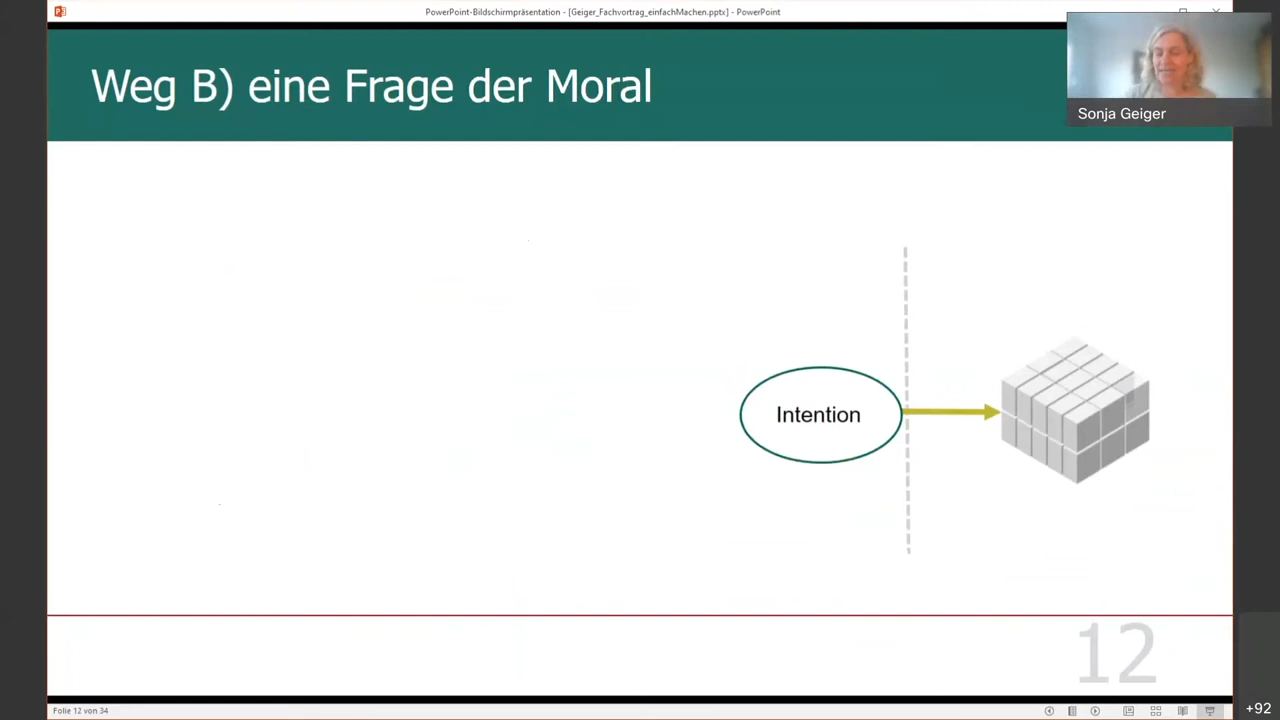 PowerPoint-Bildschirmpräsentation - [Geiger_Fachvortrag_einfachMachen.pptx] - PowerPoint
Weg B) eine Frage der Moral
Sonja Geiger
Intention
12
Folie 12 von 34
+92